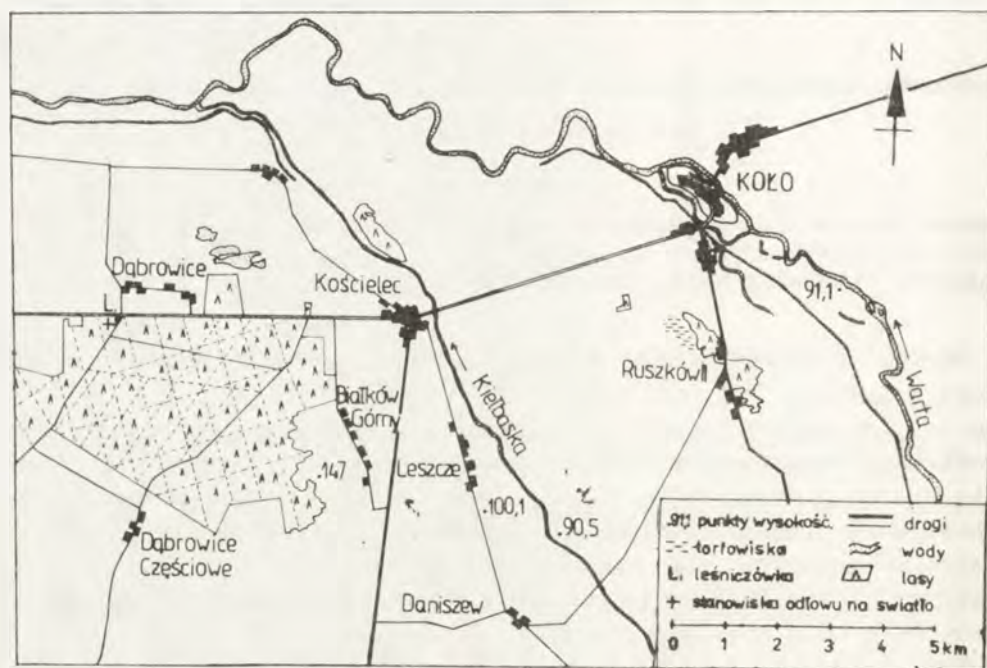 N
KOŁO
Dąbrowice
Kościelec
Ł
L
91,1
Ruszków II
Kiełbaska
Warta
Białków
Górny
.147
Leszcze
.100,1
.90,5
Dąbrowice
Częściowe
Daniszew
.91,1 punkty wysokość.
drogi
torfowiska
wody
L. leśniczówka
lasy
+ stanowiska odłowu na światło
0 1 2 3 4 5 km